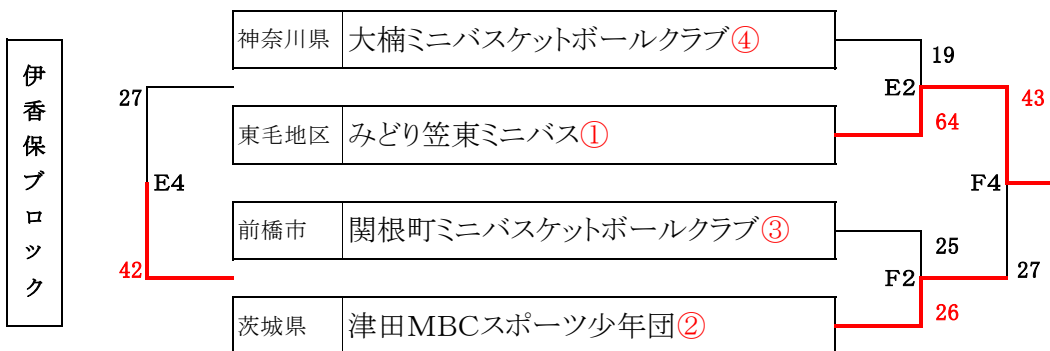 伊香保ブロック
神奈川県 大楠ミニバスケットボールクラブ④
東毛地区 みどり笠東ミニバス①
前橋市 関根町ミニバスケットボールクラブ③
茨城県 津田MBCスポーツ少年団②
27
E4
42
19
E2
64
43
F4
25
F2
26
27